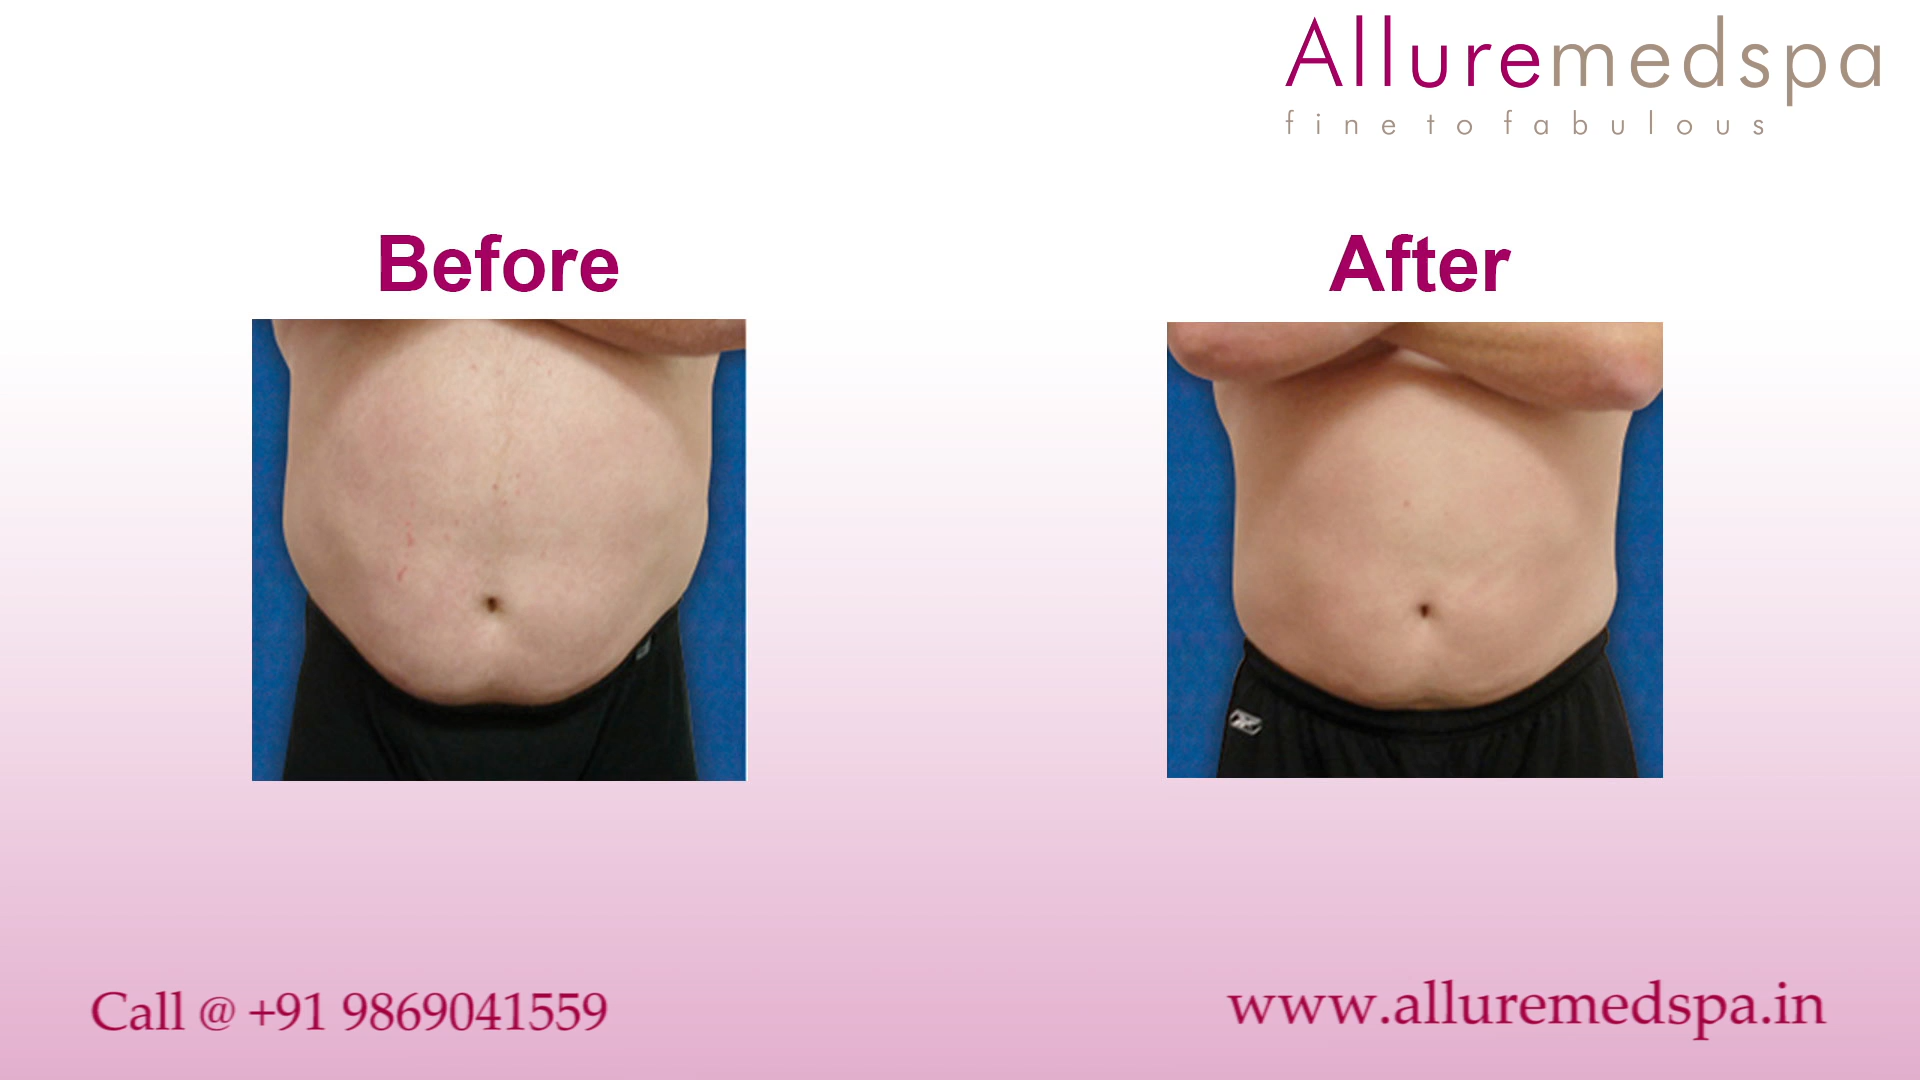 Alluremedspa
fine to fabulous
Before
After
Call @ +91 9869041559
www.alluremedspa.in